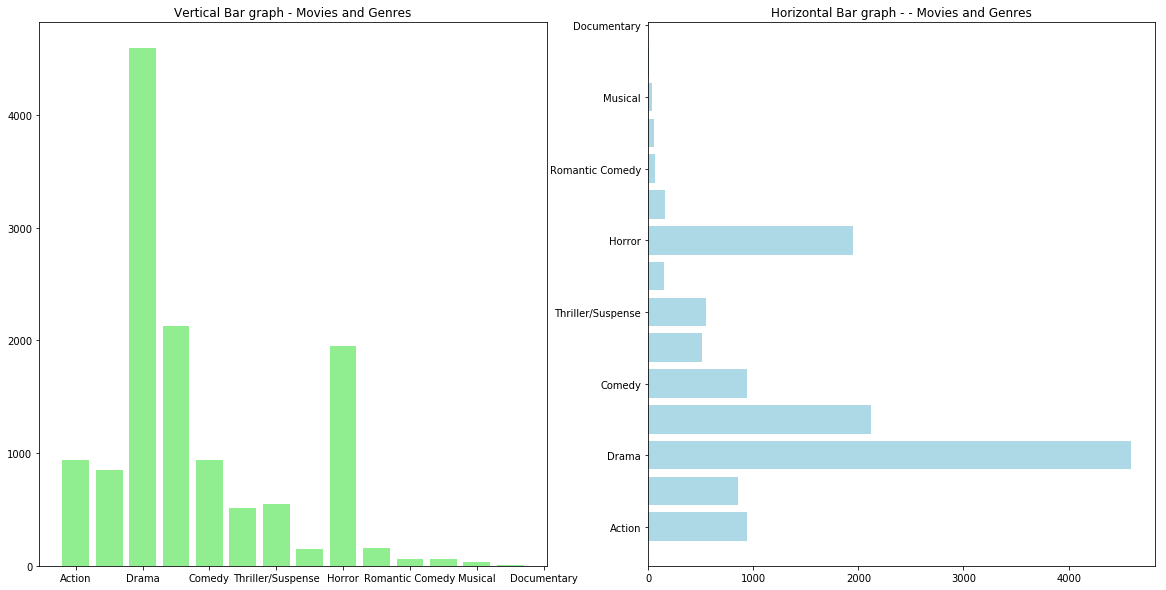 Vertical Bar graph - Movies and Genres
4000
3000
2000
1000
0
Action Drama Comedy Thriller/Suspense Horror Romantic Comedy Musical Documentary
Horizontal Bar graph - - Movies and Genres
Documentary
Musical
Romantic Comedy
Horror
Thriller/Suspense
Comedy
Drama
Action
0 1000 2000 3000 4000